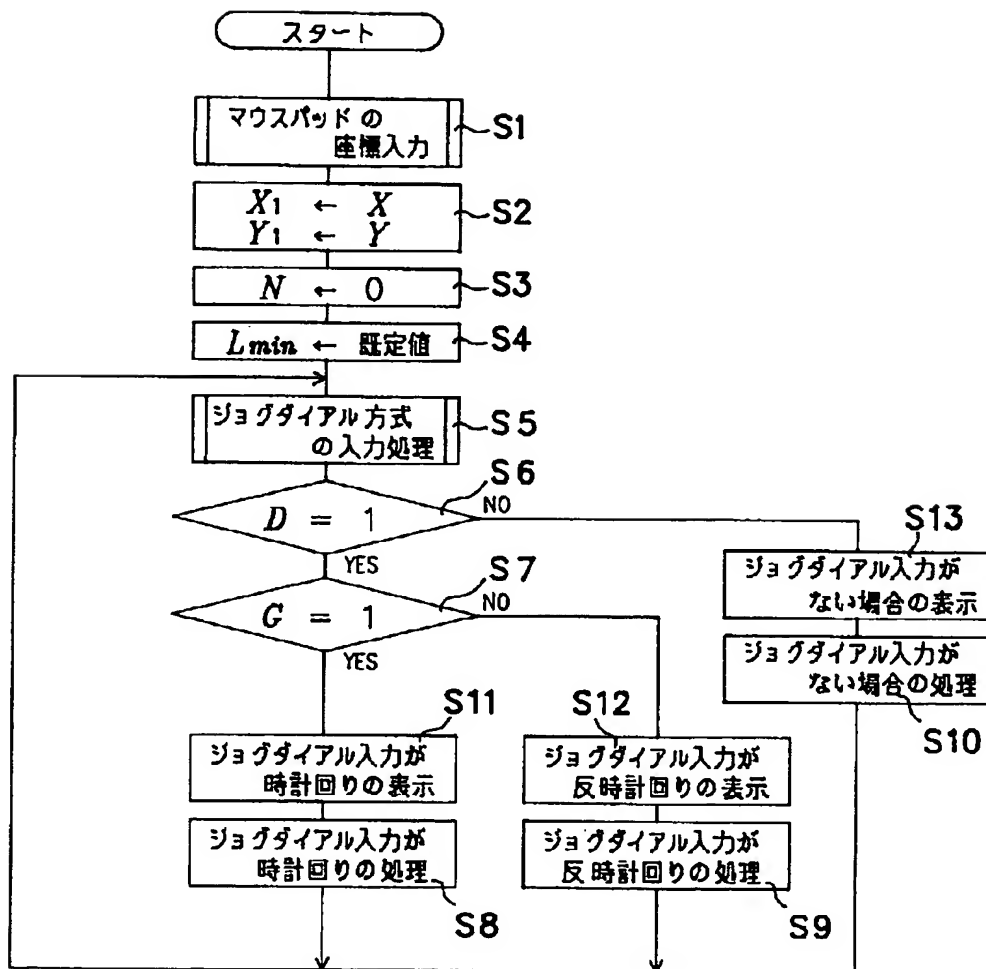 スタート
マウスパッドの
座標入力
S1
X1 ← X
Y1 ← Y
S2
N ← 0
S3
Lmin ← 既定値
S4
ジョグダイアル方式
の入力処理
S5
D = 1
S6
NO
YES
G = 1
S7
NO
YES
S13
ジョグダイアル入力が
ない場合の表示
ジョグダイアル入力が
ない場合の処理
S10
S11
ジョグダイアル入力が
時計回りの表示
ジョグダイアル入力が
時計回りの処理
S8
S12
ジョグダイアル入力が
反時計回りの表示
ジョグダイアル入力が
反時計回りの処理
S9